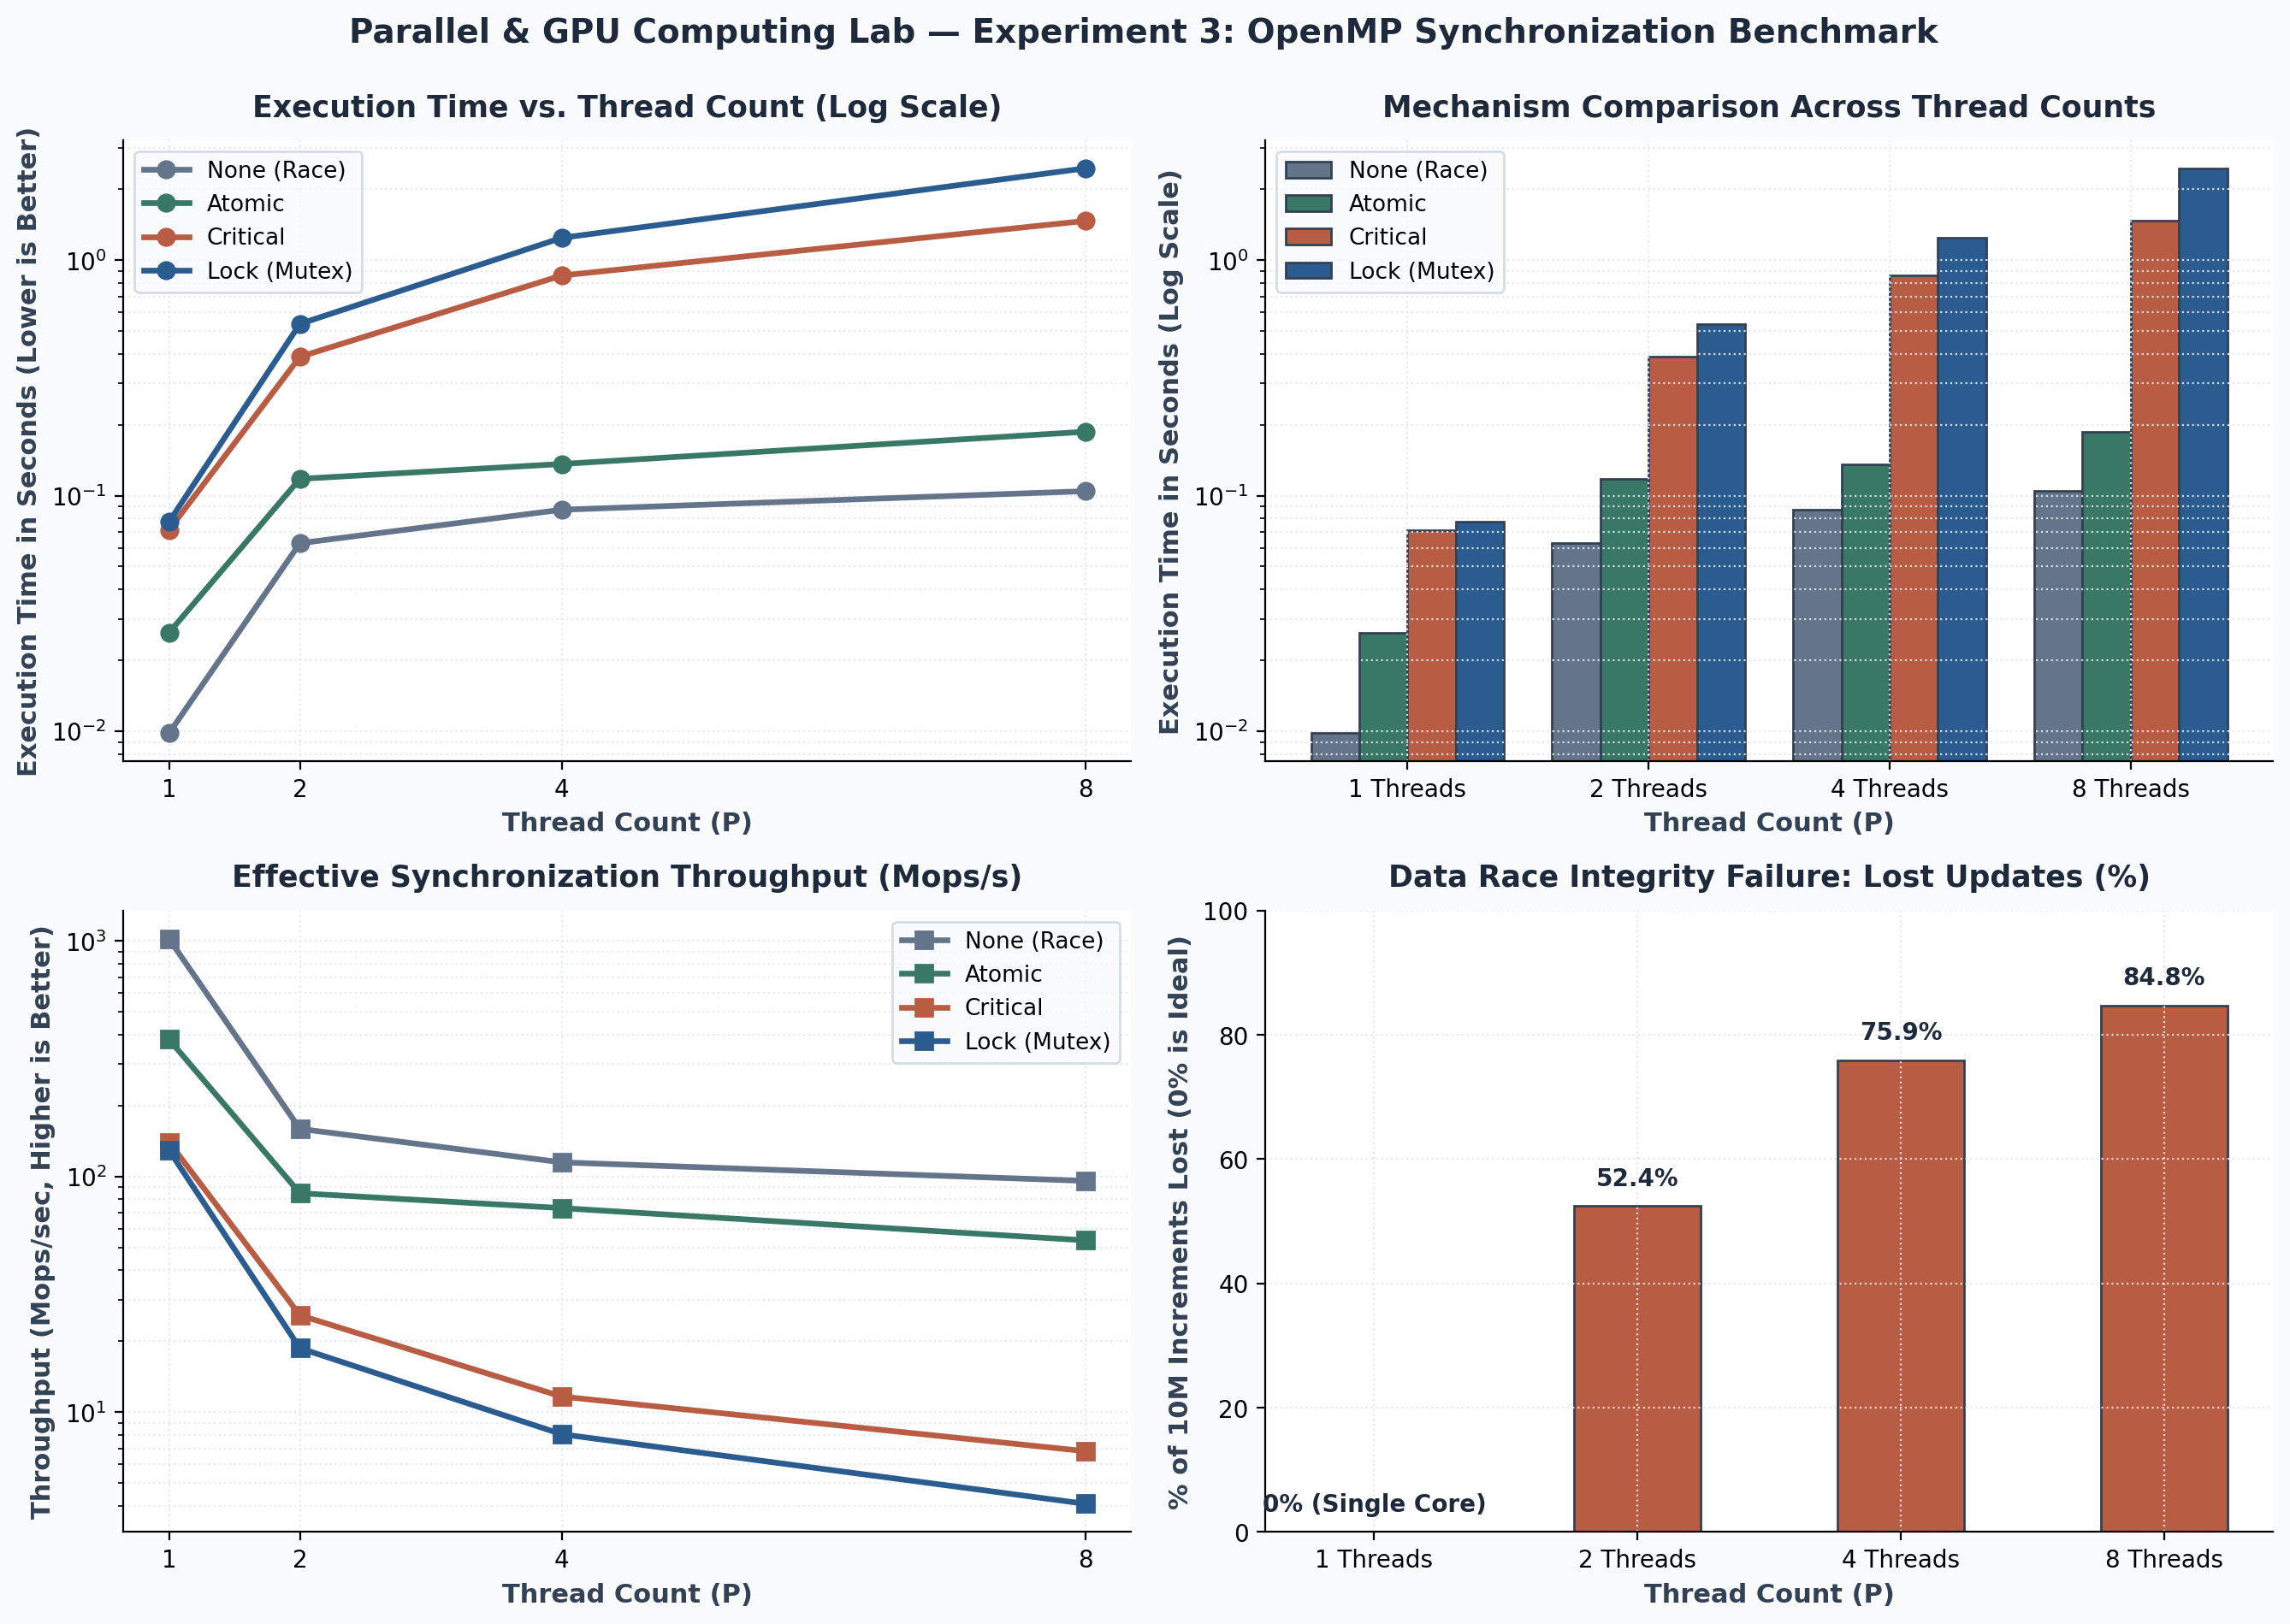 Parallel & GPU Computing Lab — Experiment 3: OpenMP Synchronization Benchmark
Execution Time vs. Thread Count (Log Scale)
Execution Time in Seconds (Lower is Better)
None (Race)
Atomic
Critical
Lock (Mutex)
10⁰
10⁻¹
10⁻²
1
2
4
8
Thread Count (P)
Mechanism Comparison Across Thread Counts
Execution Time in Seconds (Log Scale)
None (Race)
Atomic
Critical
Lock (Mutex)
10⁰
10⁻¹
10⁻²
1 Threads
2 Threads
4 Threads
8 Threads
Thread Count (P)
Effective Synchronization Throughput (Mops/s)
Throughput (Mops/sec, Higher is Better)
None (Race)
Atomic
Critical
Lock (Mutex)
10³
10²
10¹
1
2
4
8
Thread Count (P)
Data Race Integrity Failure: Lost Updates (%)
% of 10M Increments Lost (0% is Ideal)
100
80
60
40
20
0
0% (Single Core)
52.4%
75.9%
84.8%
1 Threads
2 Threads
4 Threads
8 Threads
Thread Count (P)